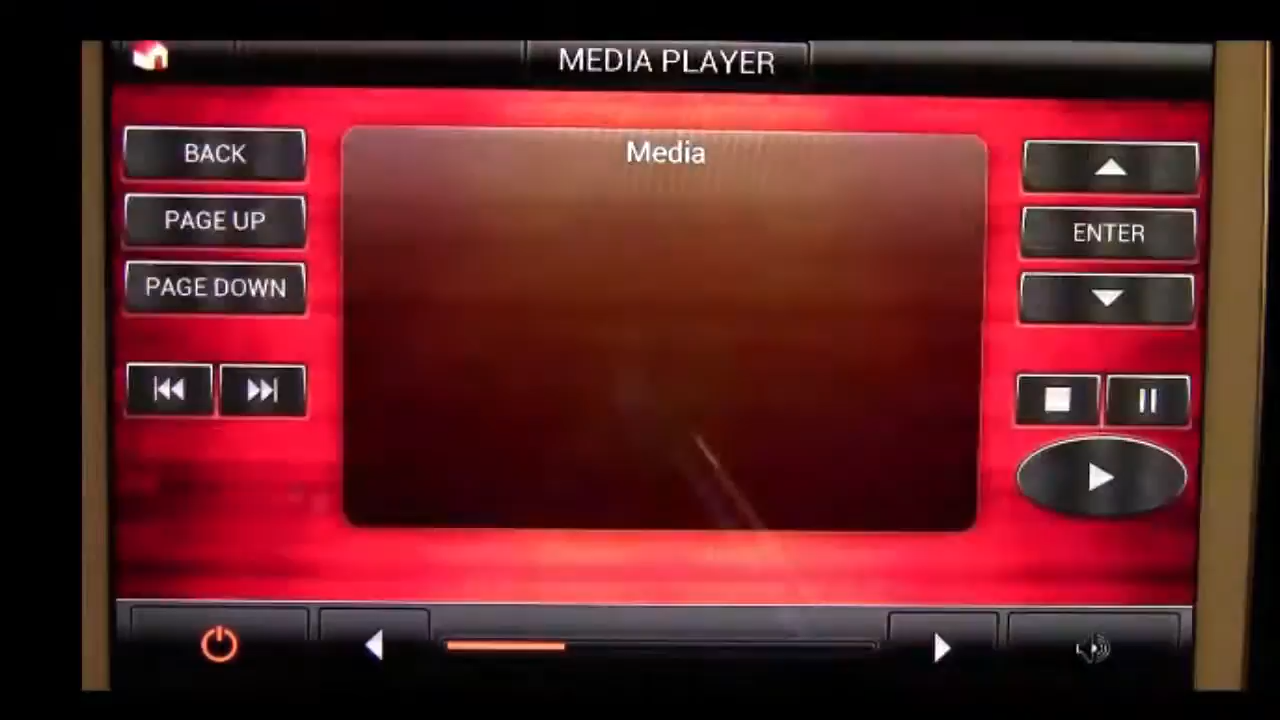 MEDIA PLAYER
BACK
Media
PAGE UP
ENTER
PAGE DOWN